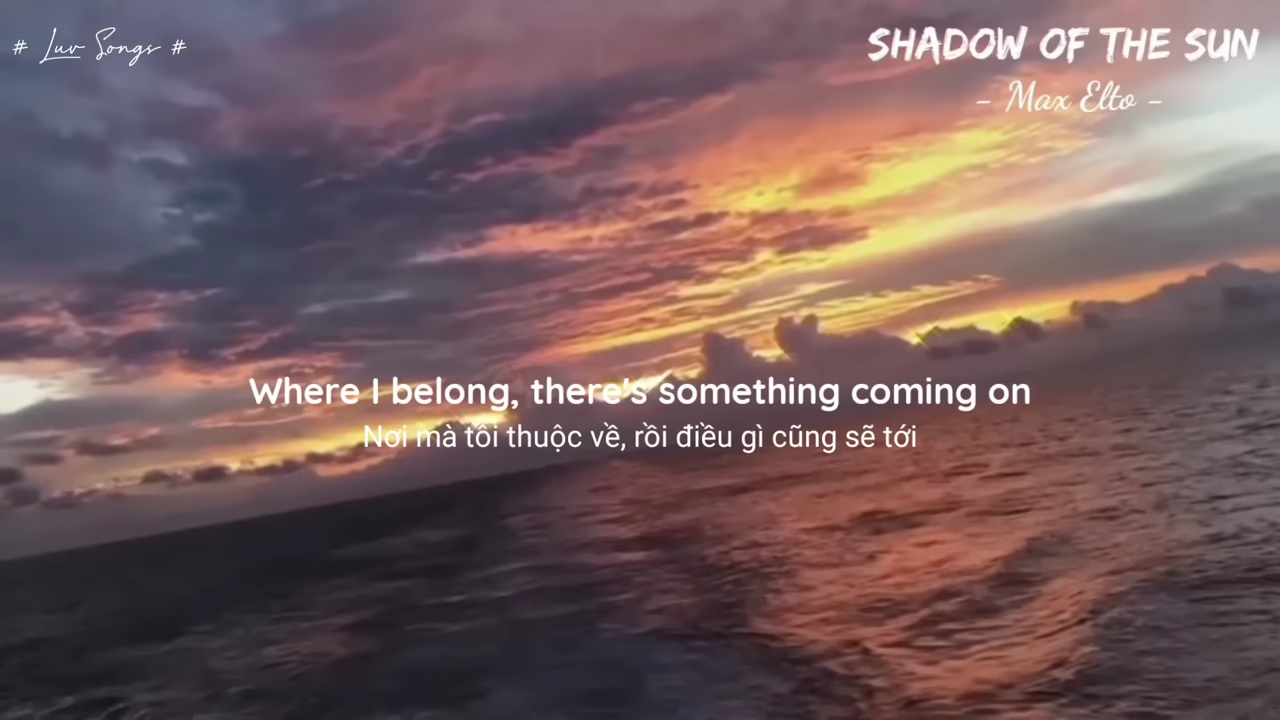 # Luv Songs #
SHADOW OF THE SUN
- Max Elto -
Where I belong, there's something coming on
Nơi mà tôi thuộc về, rồi điều gì cũng sẽ tới